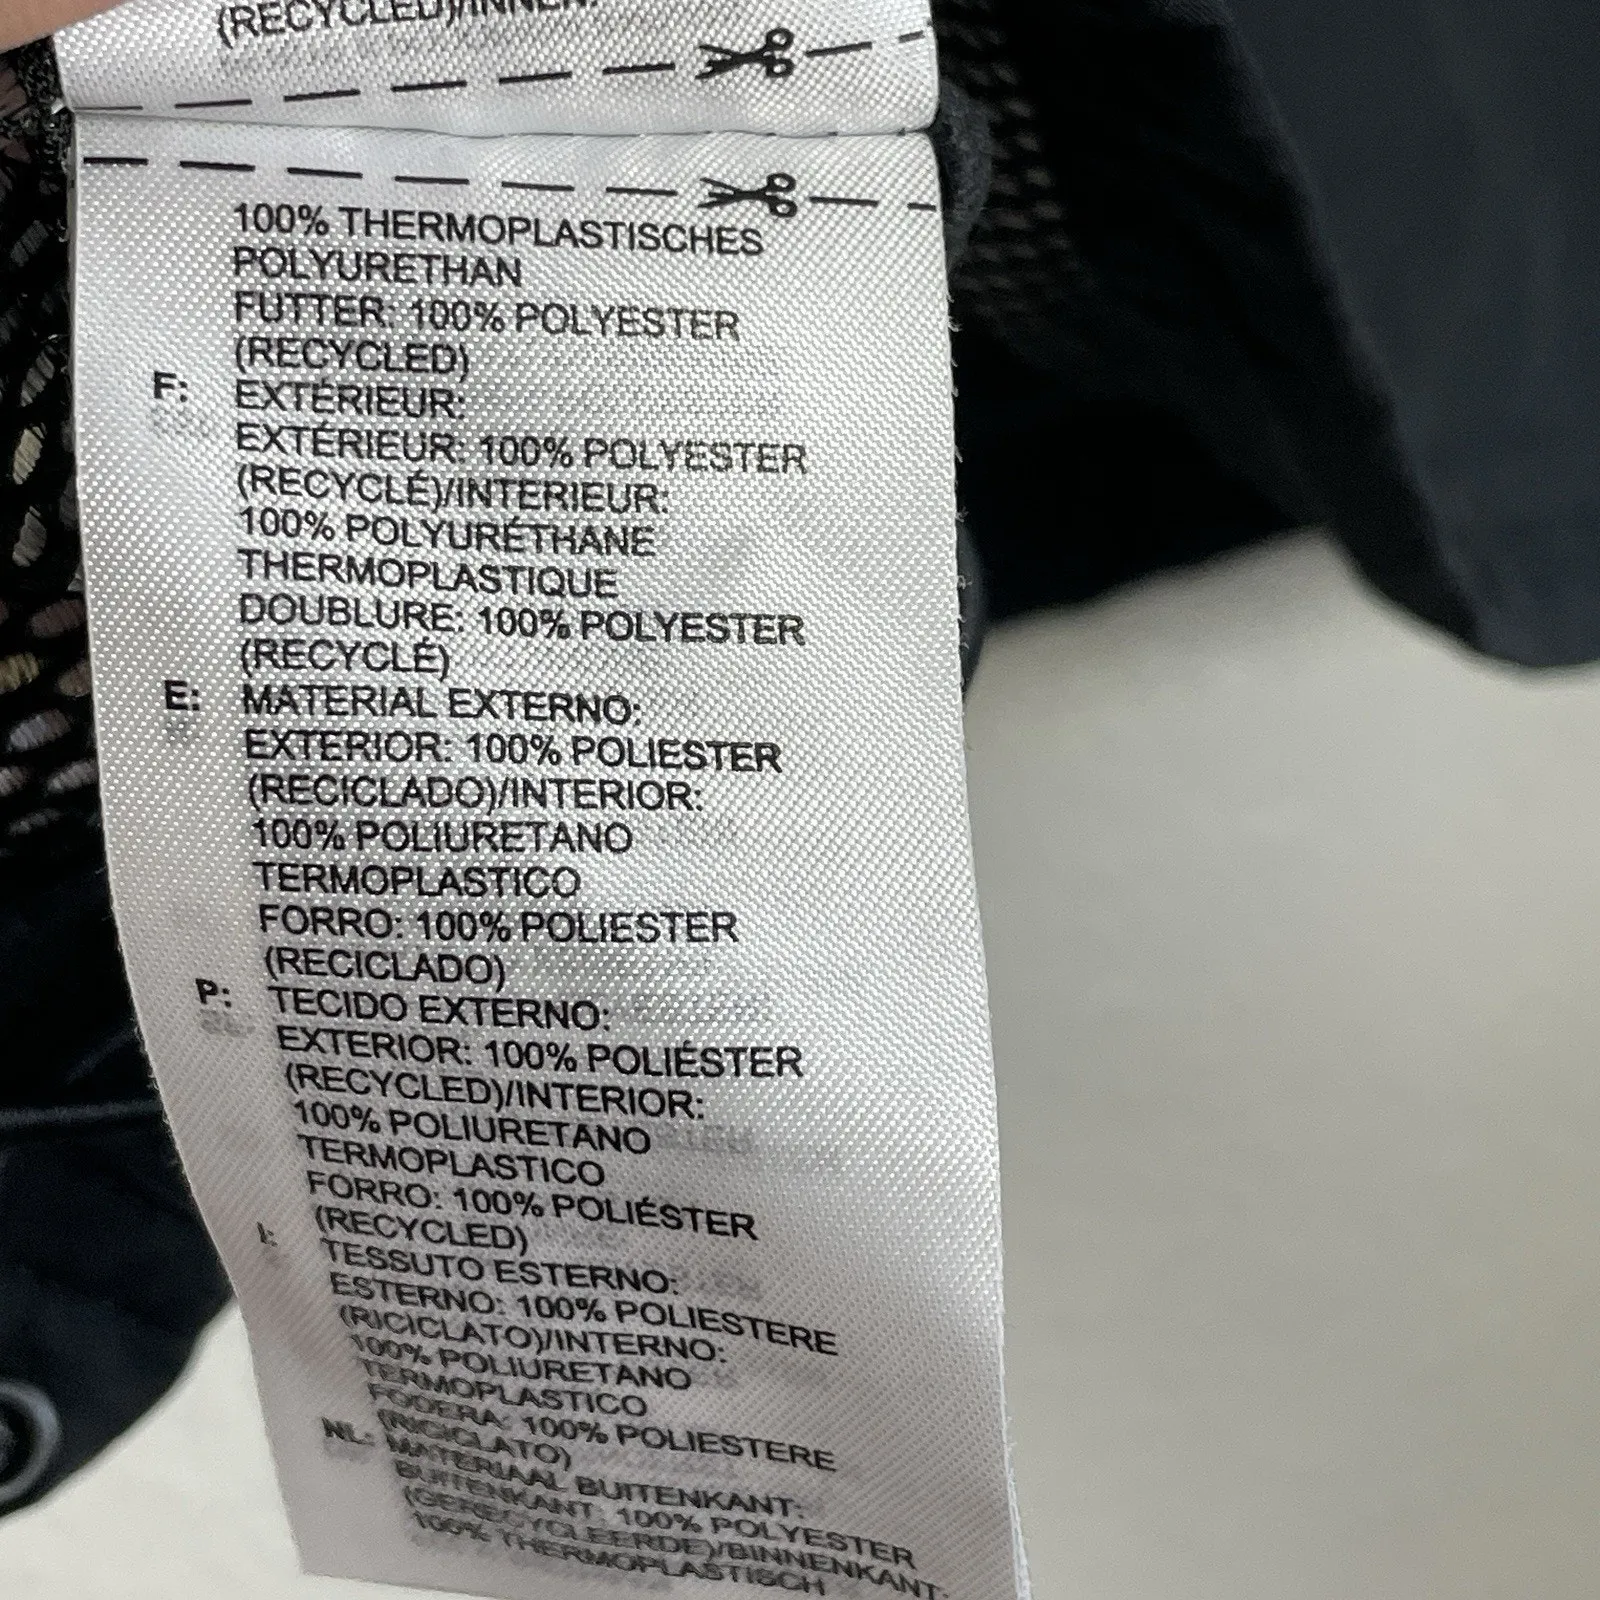 (RECYCLED)/INNEN:
100% THERMOPLASTISCHES
POLYURETHAN
FUTTER: 100% POLYESTER
(RECYCLED)
F: EXTÉRIEUR:
EXTÉRIEUR: 100% POLYESTER
(RECYCLÉ)/INTERIEUR:
100% POLYURÉTHANE
THERMOPLASTIQUE
DOUBLURE: 100% POLYESTER
(RECYCLÉ)
E: MATERIAL EXTERNO:
EXTERIOR: 100% POLIESTER
(RECICLADO)/INTERIOR:
100% POLIURETANO
TERMOPLASTICO
FORRO: 100% POLIESTER
(RECICLADO)
P: TECIDO EXTERNO:
EXTERIOR: 100% POLIÉSTER
(RECYCLED)/INTERIOR:
100% POLIURETANO
TERMOPLASTICO
FORRO: 100% POLIÉSTER
(RECYCLED)
I: TESSUTO ESTERNO:
ESTERNO: 100% POLIESTERE
(RICICLATO)/INTERNO:
100% POLIURETANO
TERMOPLASTICO
FODERA: 100% POLIESTERE
(RICICLATO)
NL: MATERIAAL BUITENKANT:
BUITENKANT: 100% POLYESTER
(GERECYCLEERDE)/BINNENKANT:
100% THERMOPLASTISCH